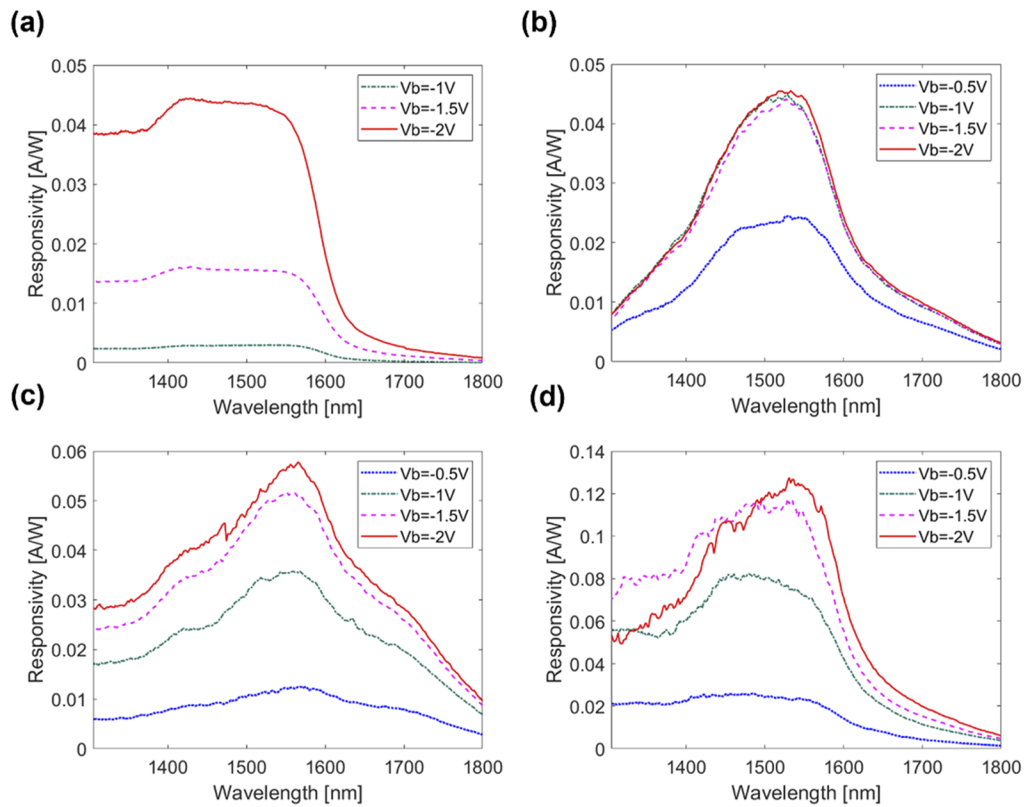 (a)
0.05
0.04
0.03
0.02
0.01
0
Responsivity [A/W]
1400 1500 1600 1700 1800
Wavelength [nm]
Vb=-1V
Vb=-1.5V
Vb=-2V
(b)
0.05
0.04
0.03
0.02
0.01
0
Responsivity [A/W]
1400 1500 1600 1700 1800
Wavelength [nm]
Vb=-0.5V
Vb=-1V
Vb=-1.5V
Vb=-2V
(c)
0.06
0.05
0.04
0.03
0.02
0.01
0
Responsivity [A/W]
1400 1500 1600 1700 1800
Wavelength [nm]
Vb=-0.5V
Vb=-1V
Vb=-1.5V
Vb=-2V
(d)
0.14
0.12
0.1
0.08
0.06
0.04
0.02
0
Responsivity [A/W]
1400 1500 1600 1700 1800
Wavelength [nm]
Vb=-0.5V
Vb=-1V
Vb=-1.5V
Vb=-2V